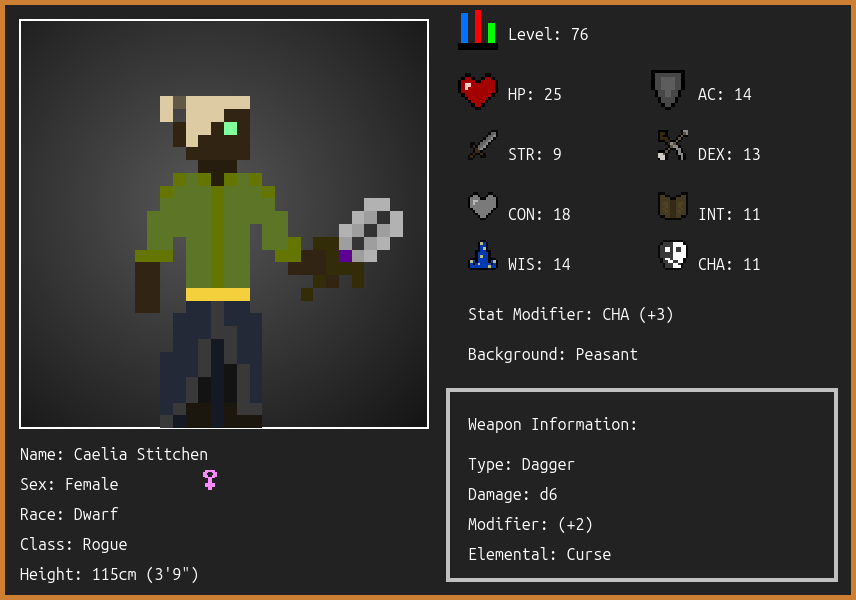 Level: 76
HP: 25
AC: 14
STR: 9
DEX: 13
CON: 18
INT: 11
WIS: 14
CHA: 11
Stat Modifier: CHA (+3)
Background: Peasant
Weapon Information:
Type: Dagger
Damage: d6
Modifier: (+2)
Elemental: Curse
Name: Caelia Stitchen
Sex: Female
Race: Dwarf
Class: Rogue
Height: 115cm (3'9")